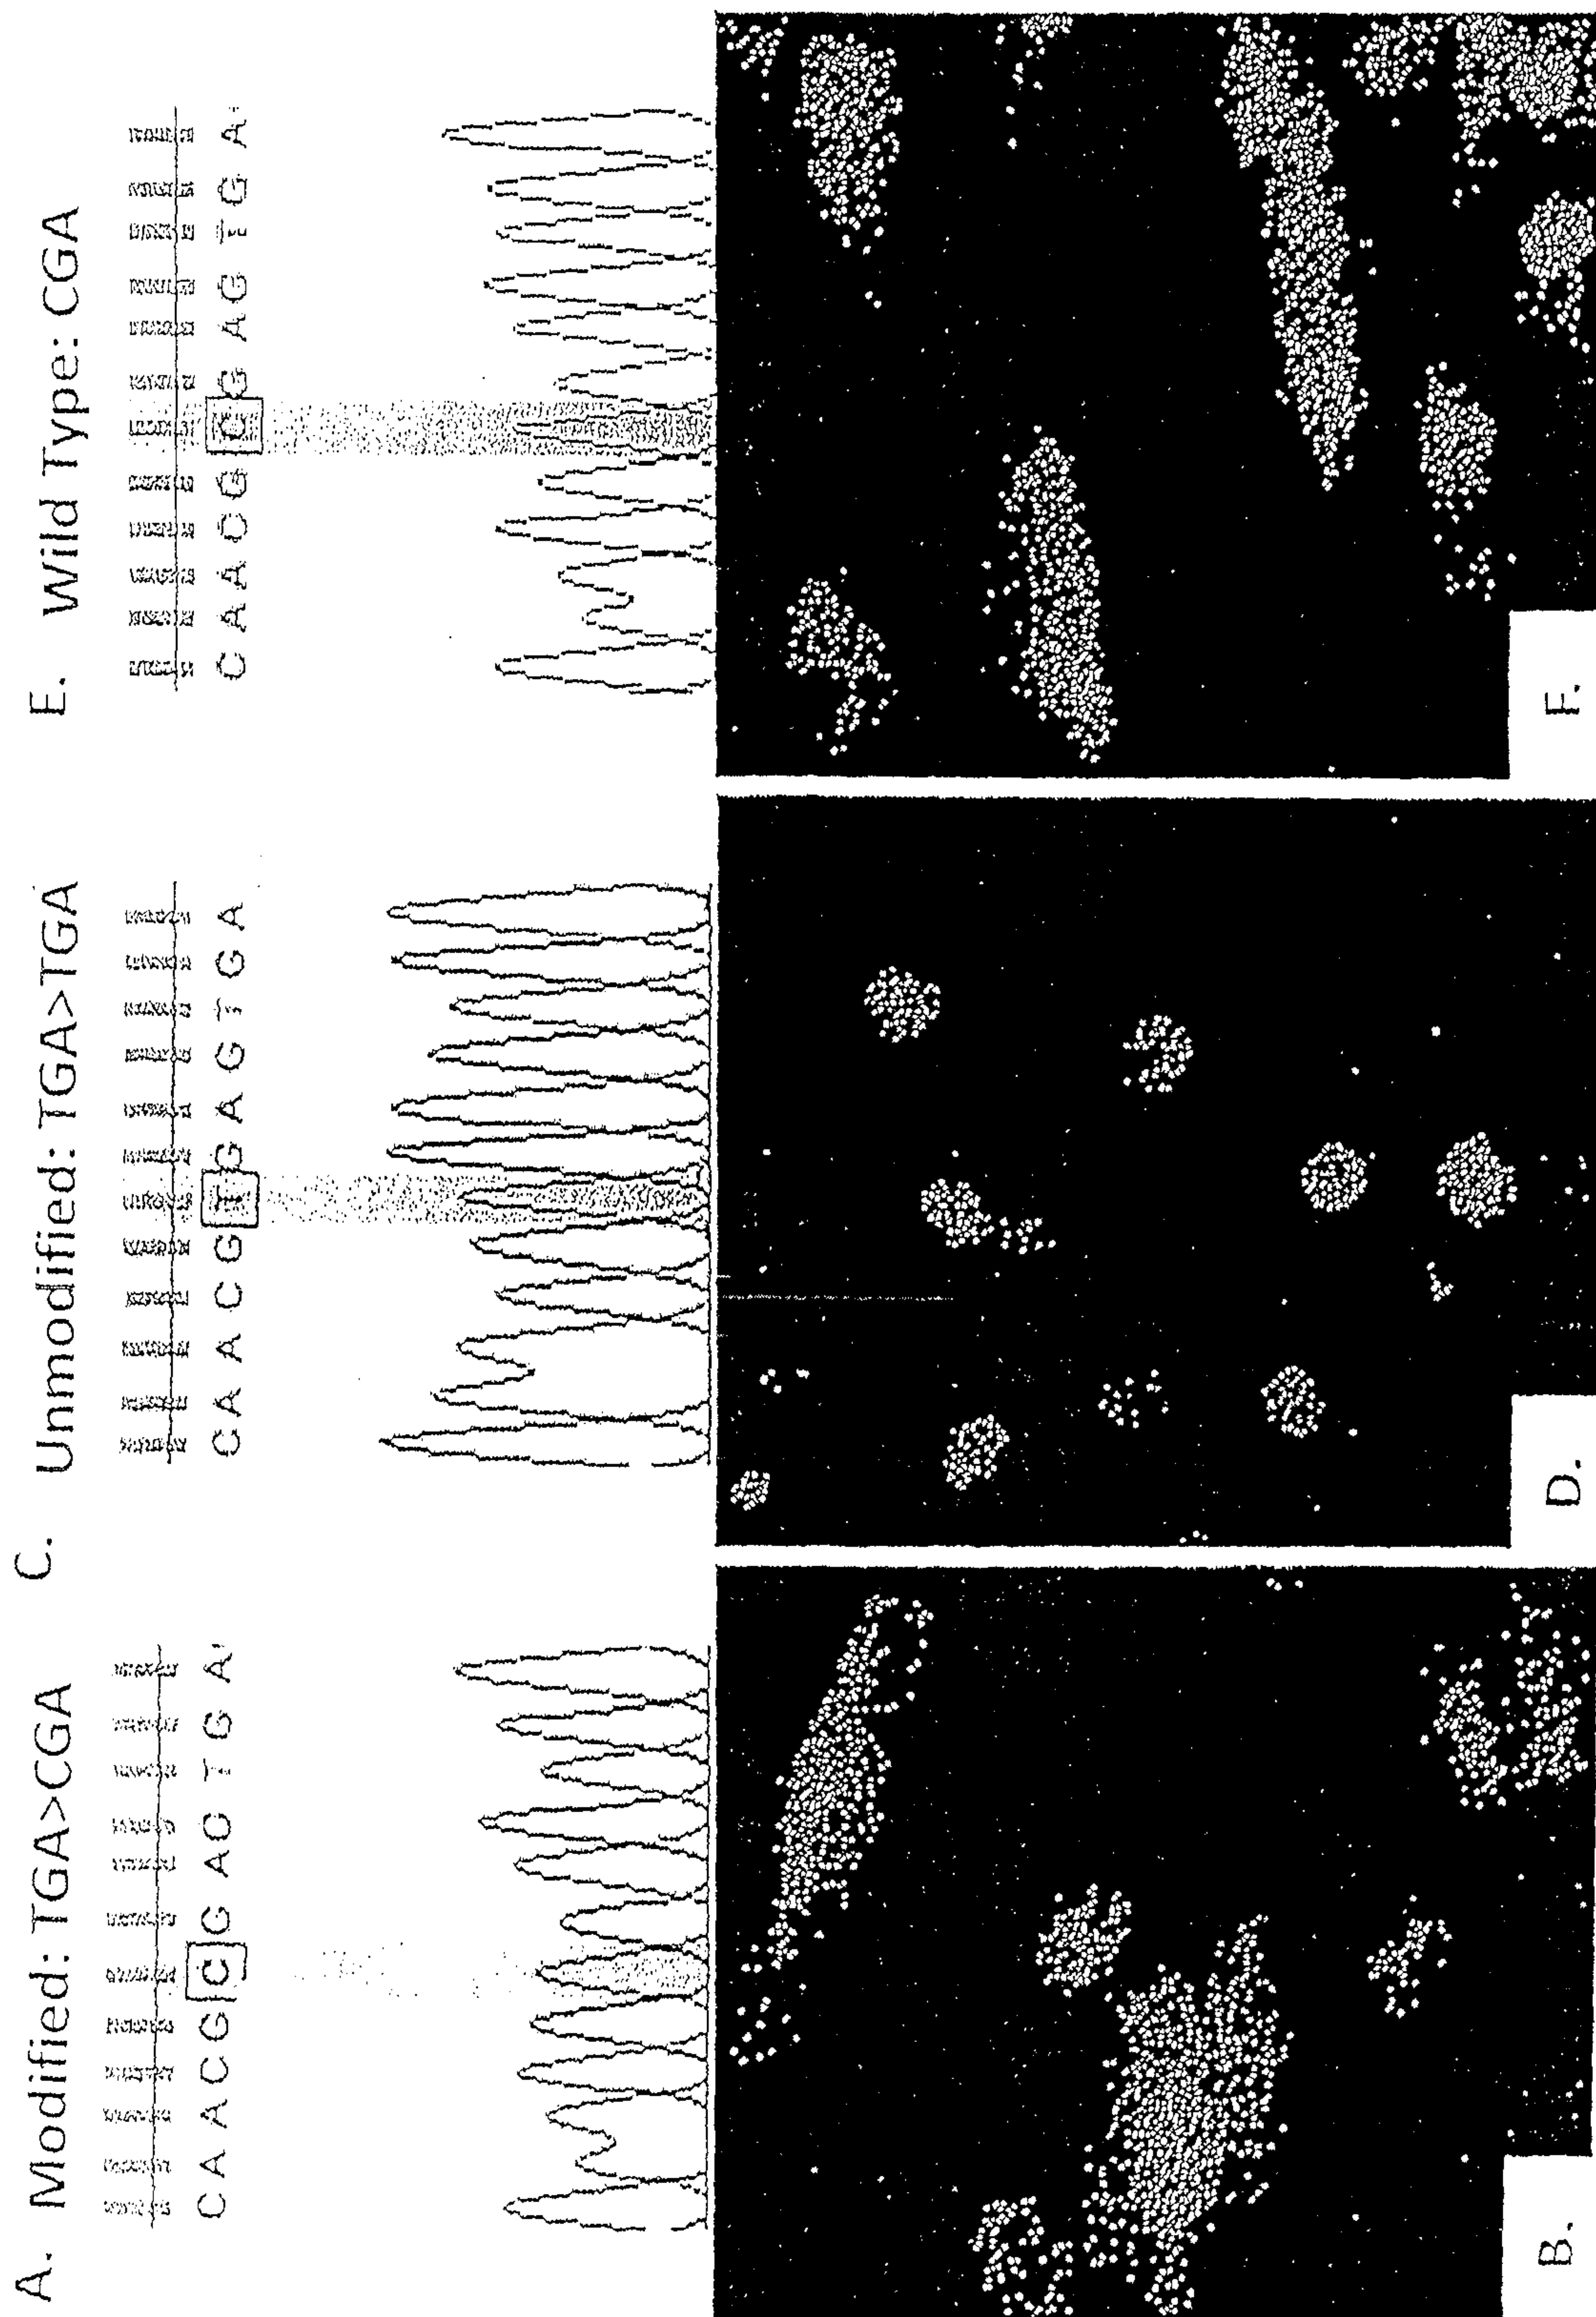 A. Modified: TGA>CGA
C A A C G C G A G T G A
B.
C. Unmodified: TGA>TGA
C A A C G T G A G T G A
D.
E. Wild Type: CGA
C A A C G C G A G T G A
F.